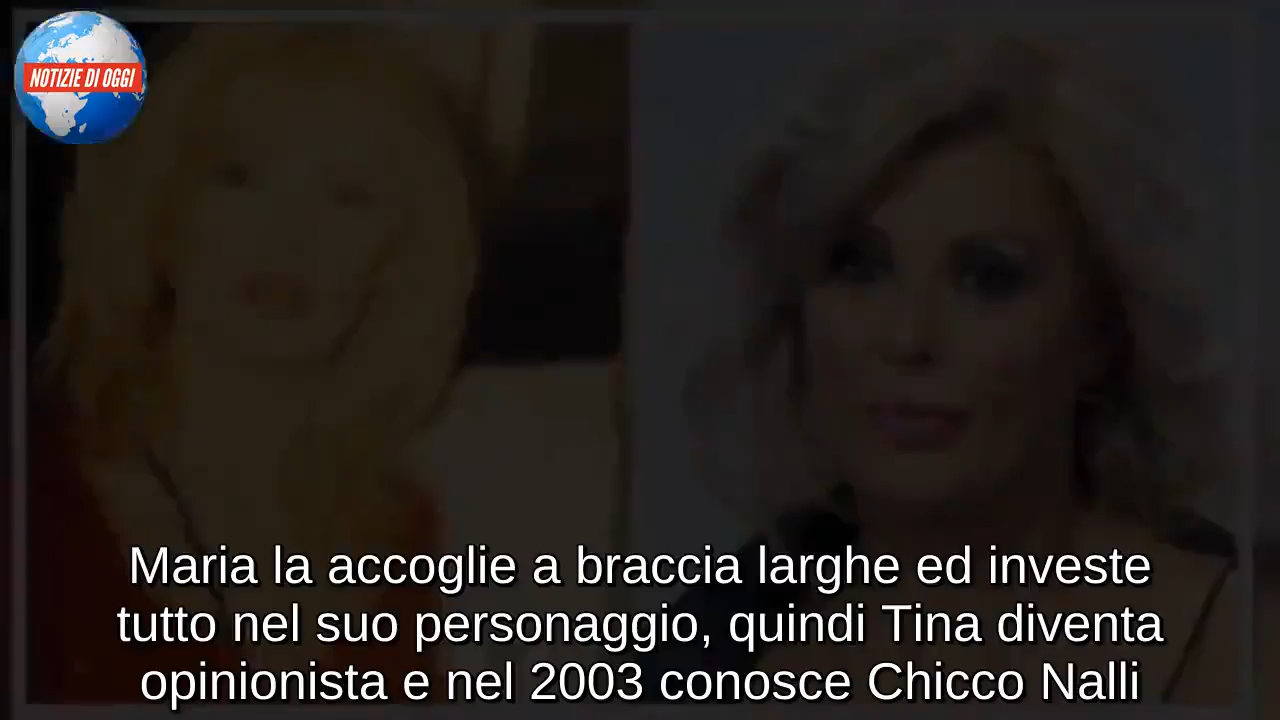 NOTIZIE DI OGGI
Maria la accoglie a braccia larghe ed investe
tutto nel suo personaggio, quindi Tina diventa
opinionista e nel 2003 conosce Chicco Nalli